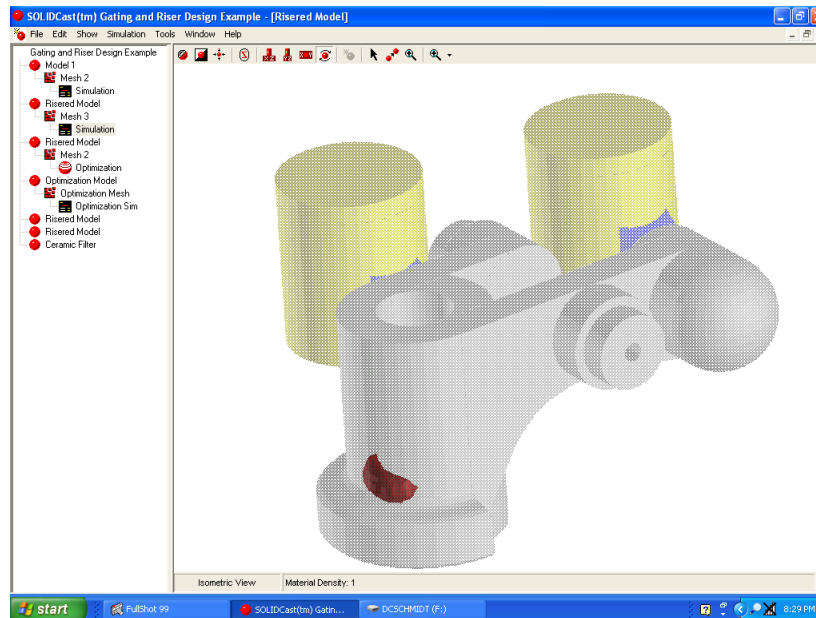 SOLIDCast(tm) Gating and Riser Design Example - [Risered Model]
File Edit Show Simulation Tools Window Help
Gating and Riser Design Example
Model 1
Mesh 2
Simulation
Risered Model
Mesh 3
Simulation
Risered Model
Mesh 2
Optimization
Optimization Model
Optimization Mesh
Optimization Sim
Risered Model
Risered Model
Ceramic Filter
Isometric View Material Density: 1
start FullShot 99 SOLIDCast(tm) Gatin... DCSCHMIDT (F:) 8:29 PM